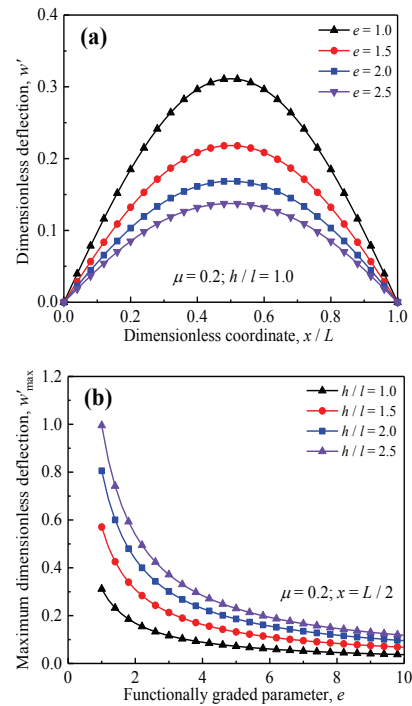 (a)
e = 1.0
e = 1.5
e = 2.0
e = 2.5
Dimensionless deflection, w′
0.4
0.3
0.2
0.1
0.0
μ = 0.2; h / l = 1.0
0.0 0.2 0.4 0.6 0.8 1.0
Dimensionless coordinate, x / L
(b)
h / l = 1.0
h / l = 1.5
h / l = 2.0
h / l = 2.5
Maximum dimensionless deflection, w′max
1.2
1.0
0.8
0.6
0.4
0.2
0.0
μ = 0.2; x = L / 2
0 2 4 6 8 10
Functionally graded parameter, e